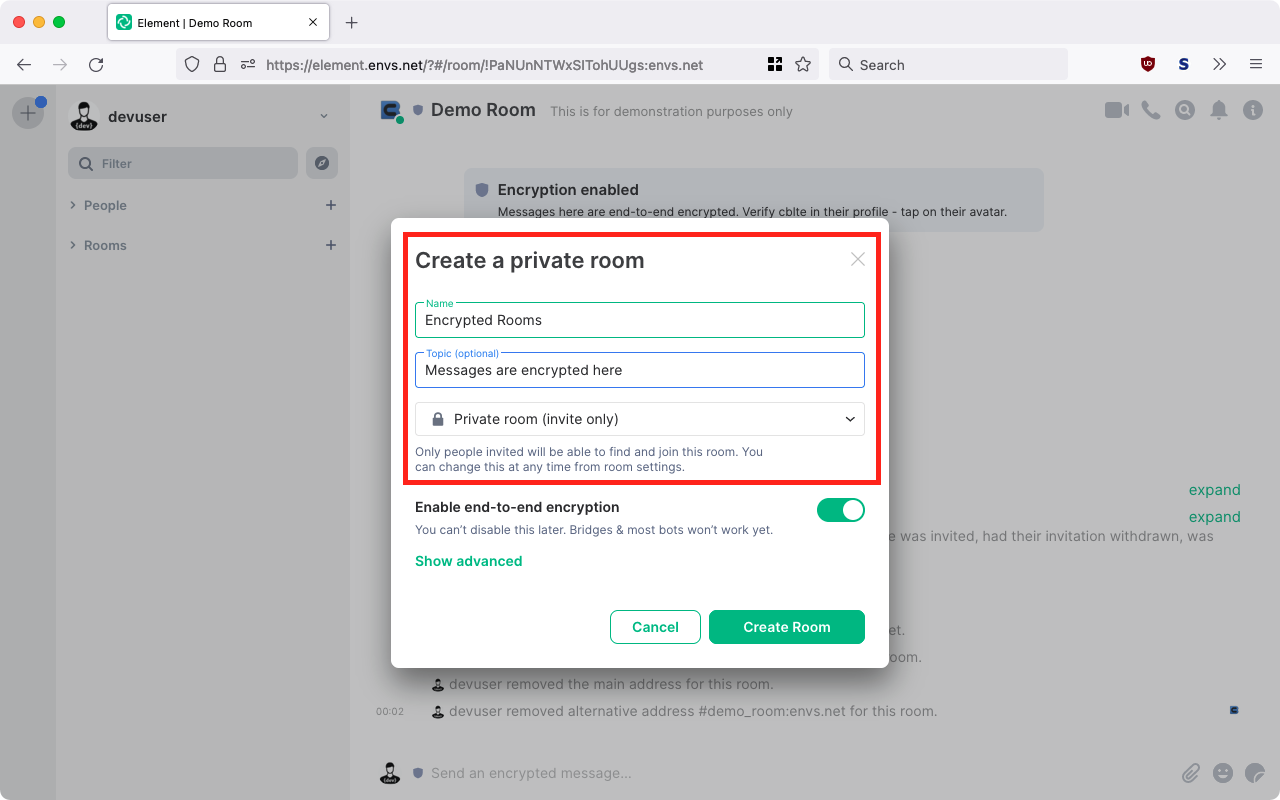 Element | Demo Room
https://element.envs.net/?#/room/!PaNUnNTWxSITohUUgs:envs.net
Search
S
devuser
Filter
People
Rooms
Demo Room
This is for demonstration purposes only
Encryption enabled
Messages here are end-to-end encrypted. Verify cblte in their profile - tap on their avatar.
Create a private room
Name
Encrypted Rooms
Topic (optional)
Messages are encrypted here
Private room (invite only)
Only people invited will be able to find and join this room. You
can change this at any time from room settings.
Enable end-to-end encryption
You can’t disable this later. Bridges & most bots won’t work yet.
Show advanced
Cancel
Create Room
expand
expand
e was invited, had their invitation withdrawn, was
et.
oom.
devuser removed the main address for this room.
00:02
devuser removed alternative address #demo_room:envs.net for this room.
Send an encrypted message...